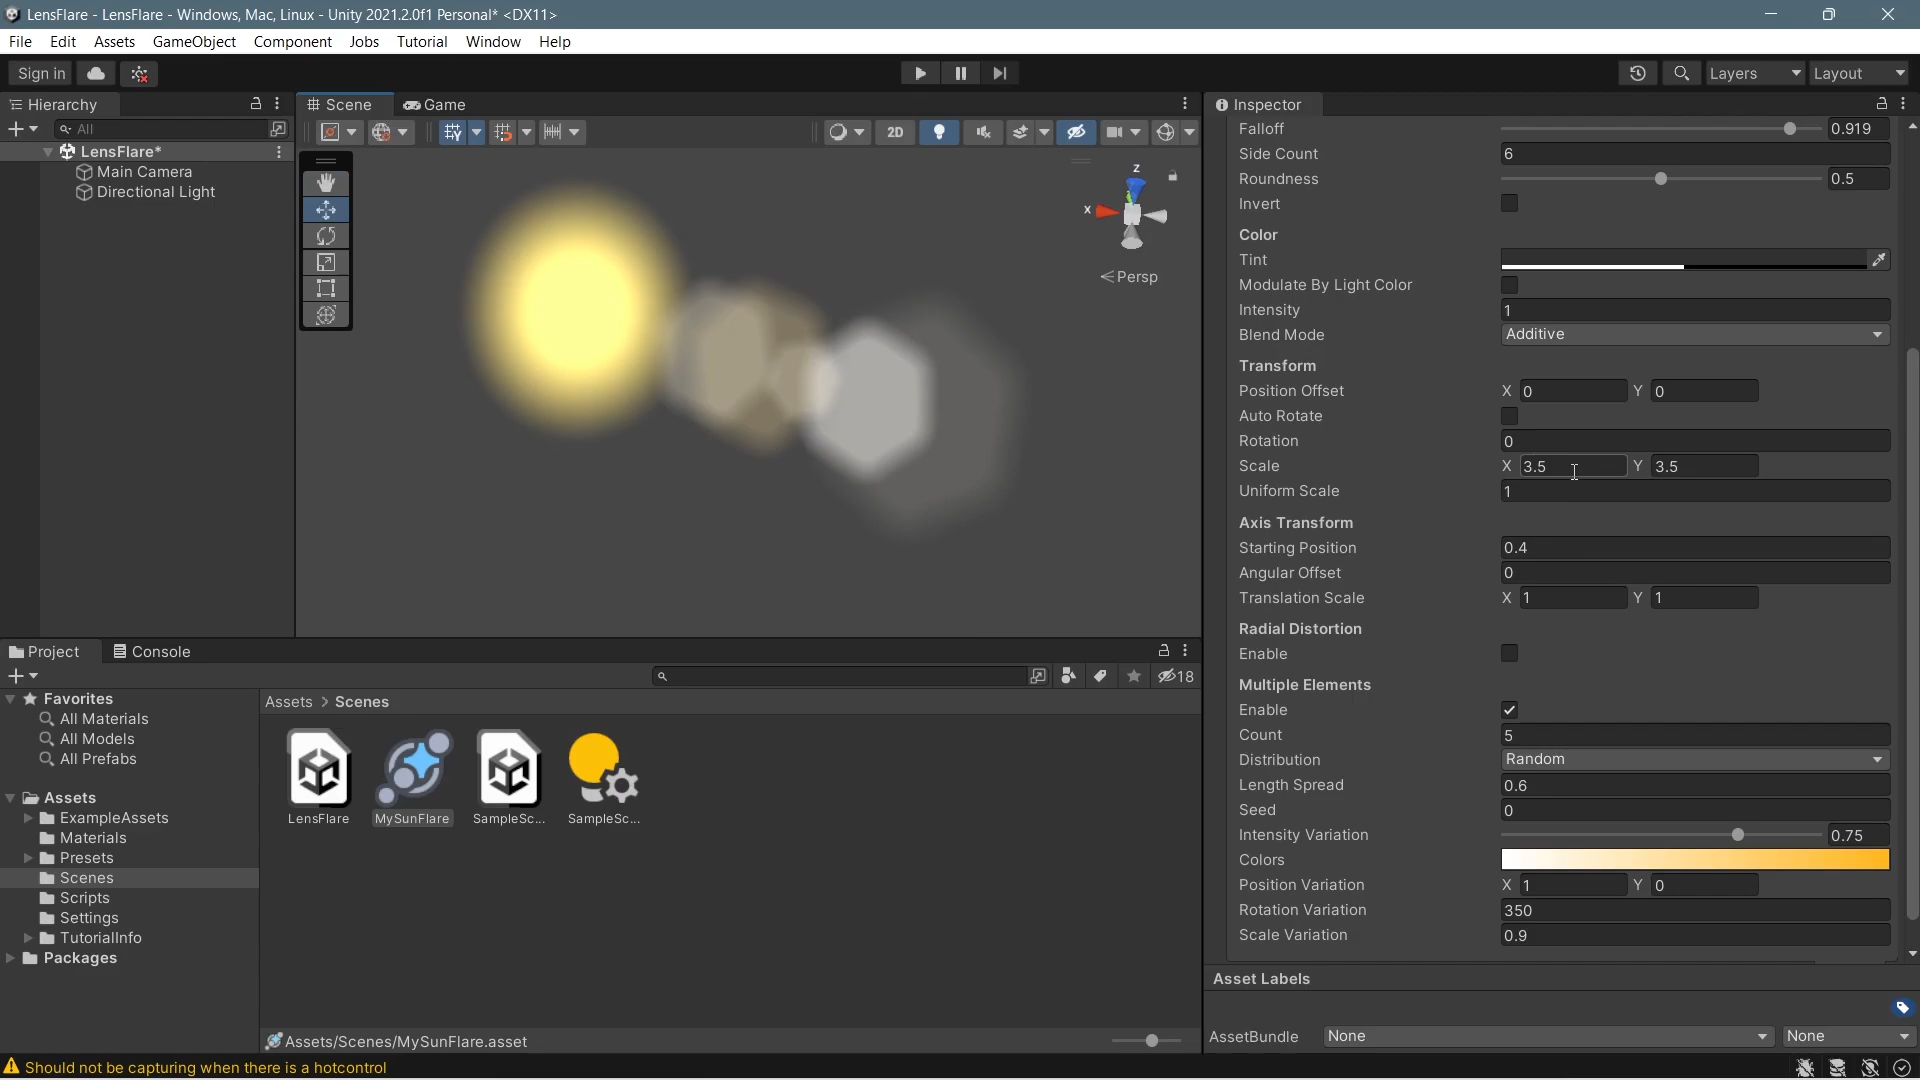 LensFlare - LensFlare - Windows, Mac, Linux - Unity 2021.2.0f1 Personal* <DX11>
File Edit Assets GameObject Component Jobs Tutorial Window Help
Sign in Layers Layout
Hierarchy
All
LensFlare*
Main Camera
Directional Light
Scene Game
2D
Z
X
Persp
Inspector
Falloff 0.919
Side Count 6
Roundness 0.5
Invert
Color
Tint
Modulate By Light Color
Intensity 1
Blend Mode Additive
Transform
Position Offset X 0 Y 0
Auto Rotate
Rotation 0
Scale X 3.5 Y 3.5
Uniform Scale 1
Axis Transform
Starting Position 0.4
Angular Offset 0
Translation Scale X 1 Y 1
Radial Distortion
Enable
Multiple Elements
Enable
Count 5
Distribution Random
Length Spread 0.6
Seed 0
Intensity Variation 0.75
Colors
Position Variation X 1 Y 0
Rotation Variation 350
Scale Variation 0.9
Asset Labels
AssetBundle None None
Project Console
18
Favorites
All Materials
All Models
All Prefabs
Assets
ExampleAssets
Materials
Presets
Scenes
Scripts
Settings
TutorialInfo
Packages
Assets > Scenes
LensFlare MySunFlare SampleSc... SampleSc...
Assets/Scenes/MySunFlare.asset
Should not be capturing when there is a hotcontrol